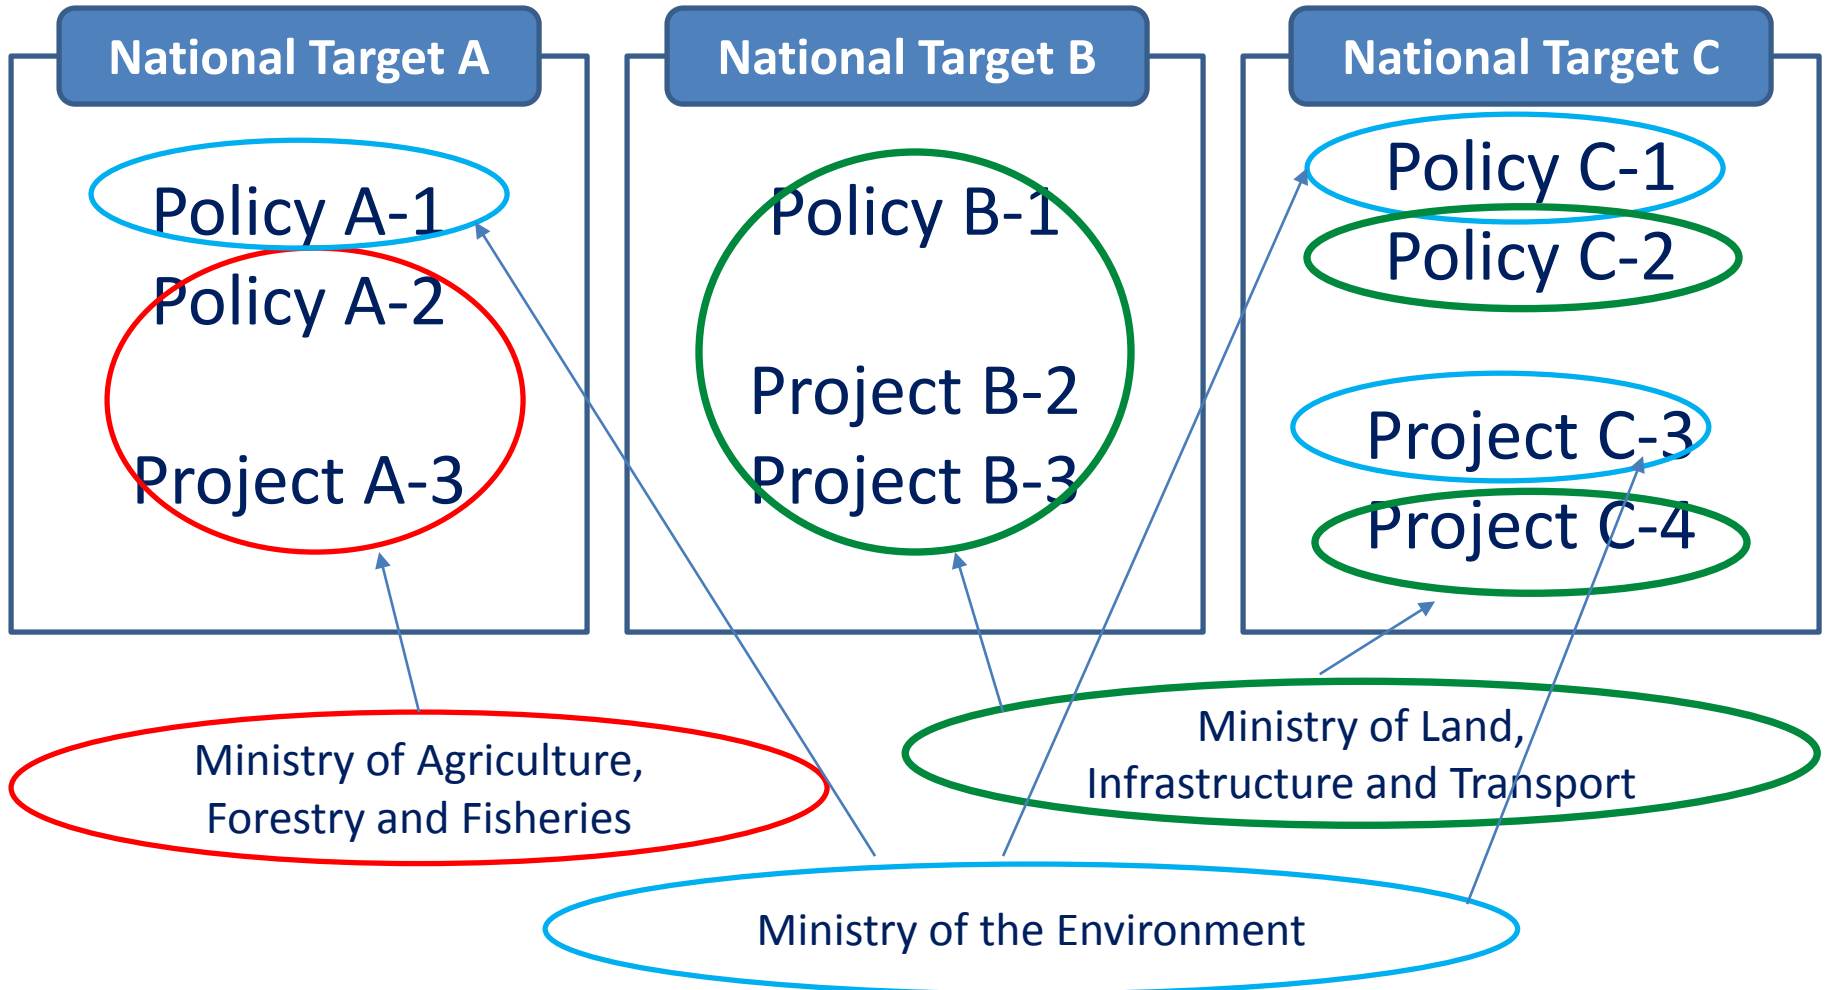 National Target A
Policy A-1
Policy A-2
Project A-3
National Target B
Policy B-1
Project B-2
Project B-3
National Target C
Policy C-1
Policy C-2
Project C-3
Project C-4
Ministry of Agriculture,
Forestry and Fisheries
Ministry of Land,
Infrastructure and Transport
Ministry of the Environment